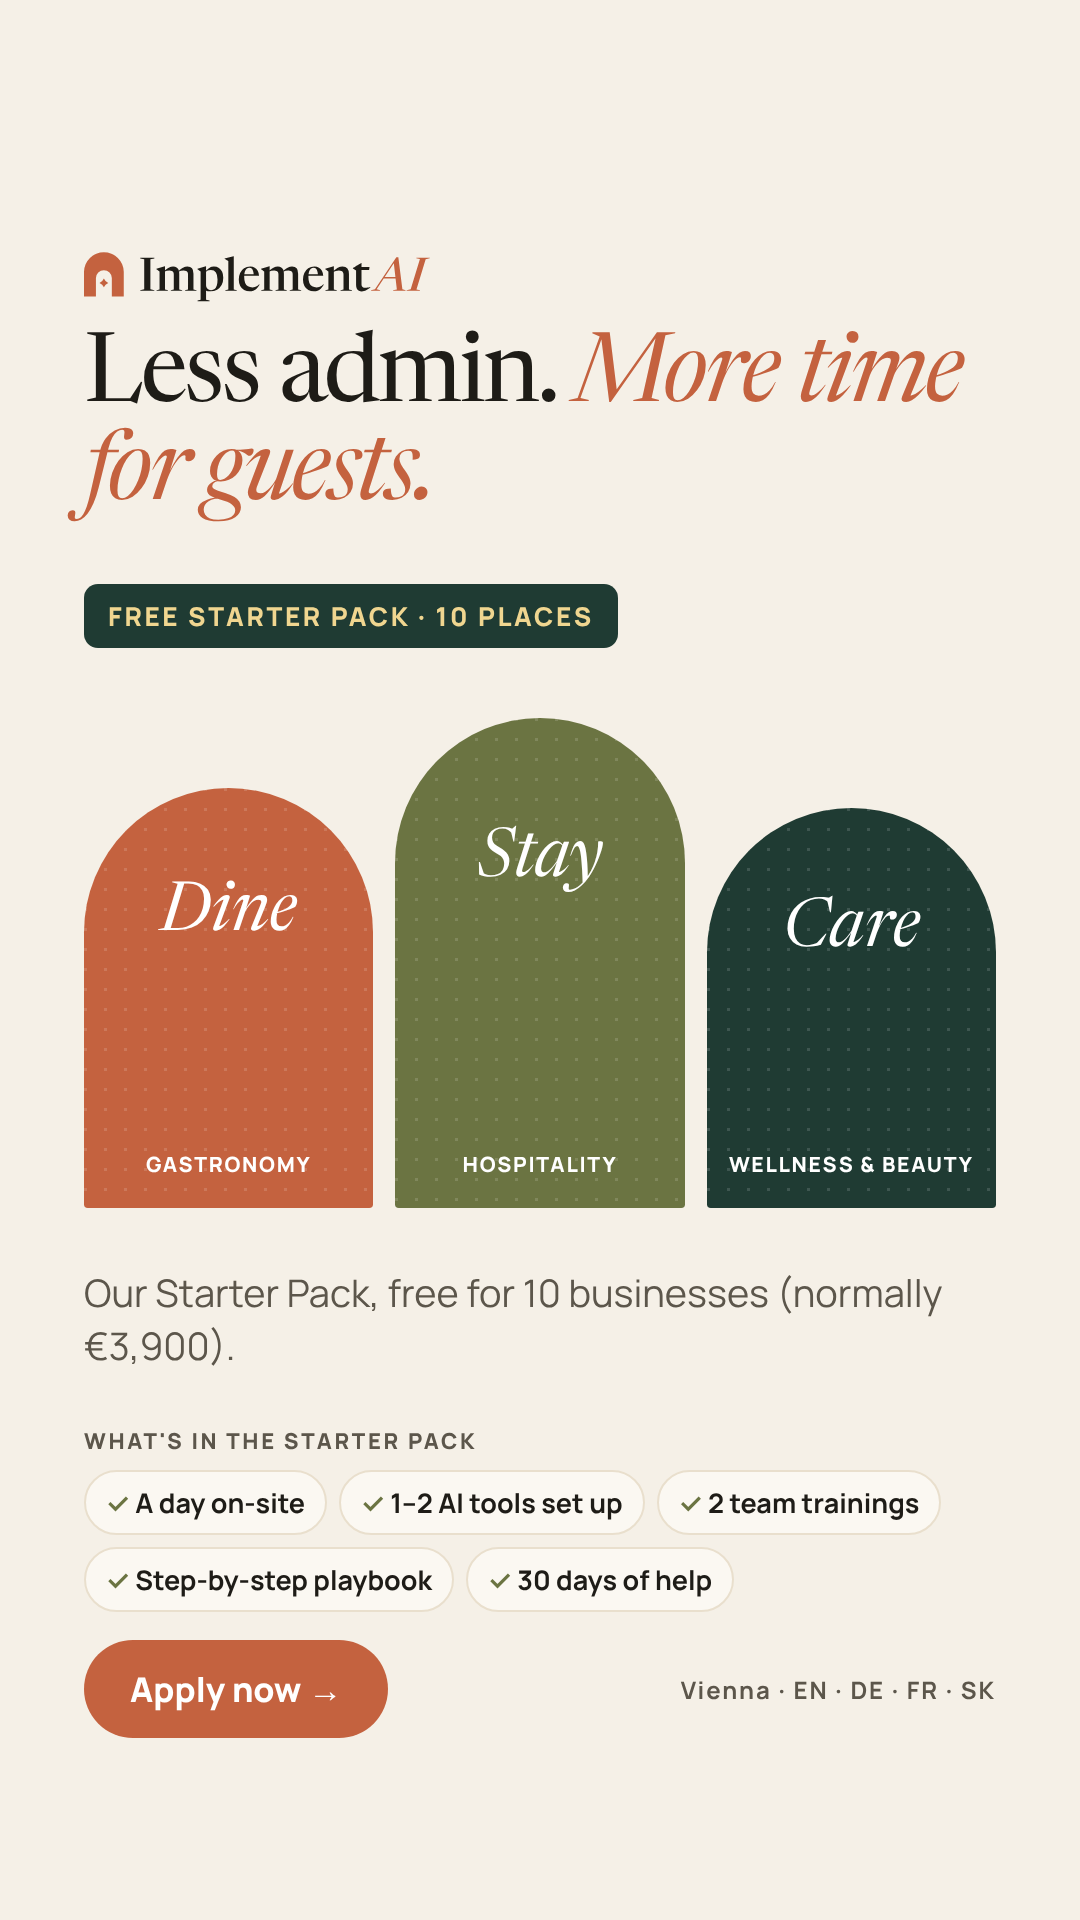 ImplementAI
Less admin. More time
for guests.
FREE STARTER PACK · 10 PLACES
Dine
Stay
Care
GASTRONOMY
HOSPITALITY
WELLNESS & BEAUTY
Our Starter Pack, free for 10 businesses (normally
€3,900).
WHAT'S IN THE STARTER PACK
✓ A day on-site
✓ 1–2 AI tools set up
✓ 2 team trainings
✓ Step-by-step playbook
✓ 30 days of help
Apply now →
Vienna · EN · DE · FR · SK